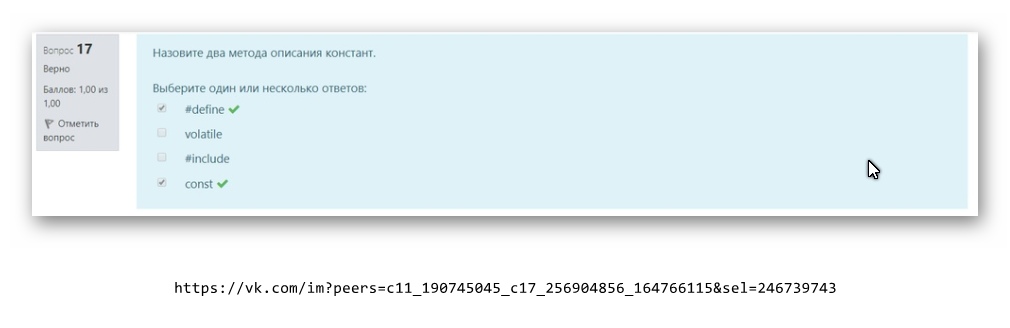 Вопрос 17
Верно
Баллов: 1,00 из
1,00
Отметить
вопрос
Назовите два метода описания констант.
Выберите один или несколько ответов:
#define
volatile
#include
const
https://vk.com/im?peers=c11_190745045_c17_256904856_164766115&sel=246739743